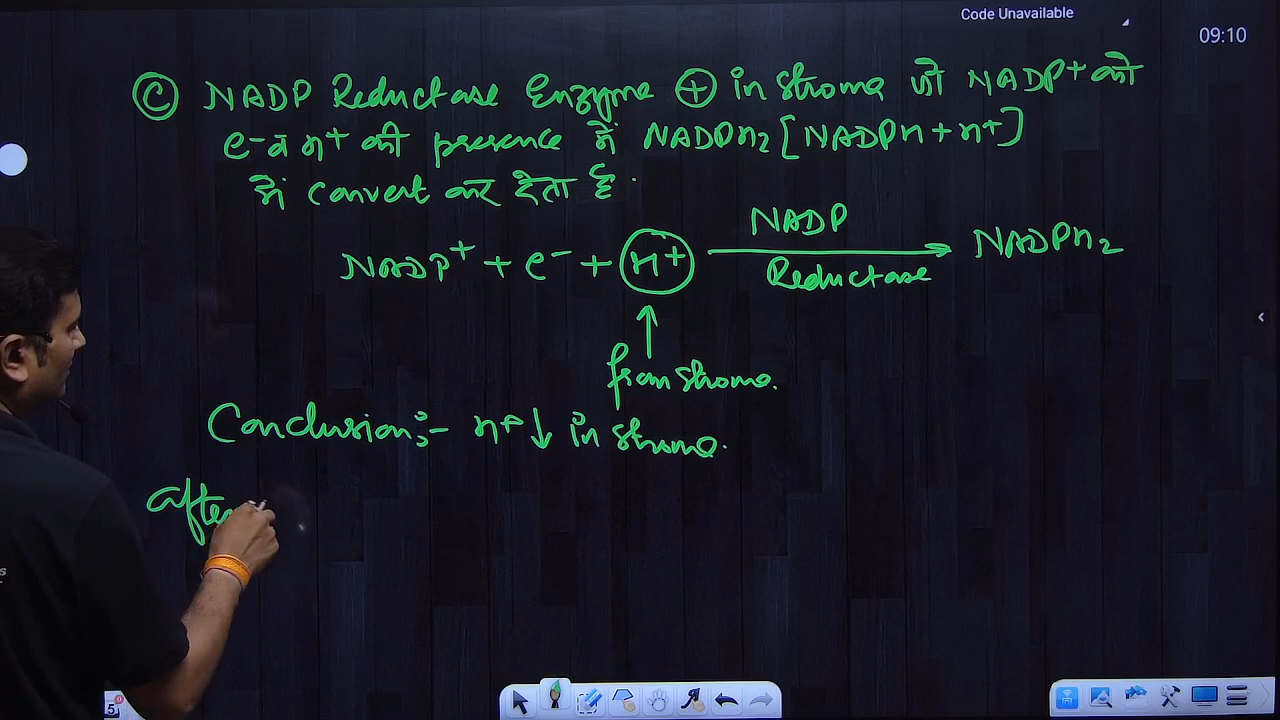 Code Unavailable
09:10
Ⓒ NADP Reductase Enzyme ⊕ in stroma जो NADP+ को
e- व H+ की presence में NADPH2 [NADPH + H+]
में convert कर देता है.
NADP+ + e- + H+ NADP Reductase → NADPH2
↑
from stroma.
Conclusion:- H+ ↓ in stroma.
After
5